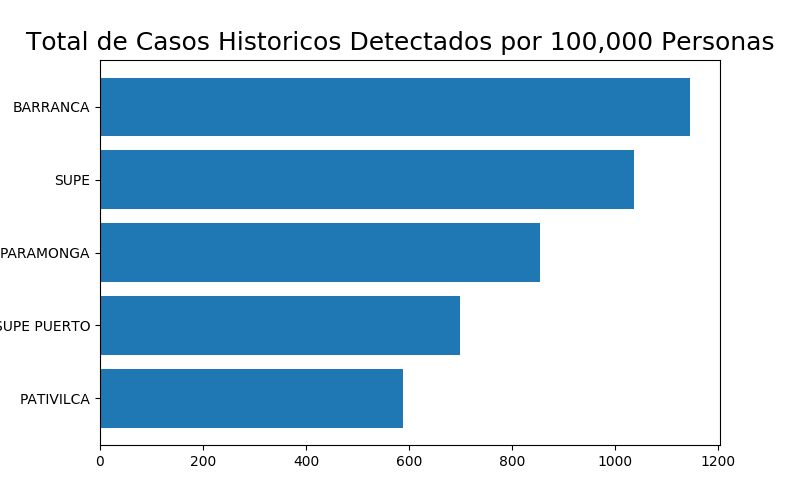 Total de Casos Historicos Detectados por 100,000 Personas
BARRANCA
SUPE
PARAMONGA
SUPE PUERTO
PATIVILCA
0 200 400 600 800 1000 1200